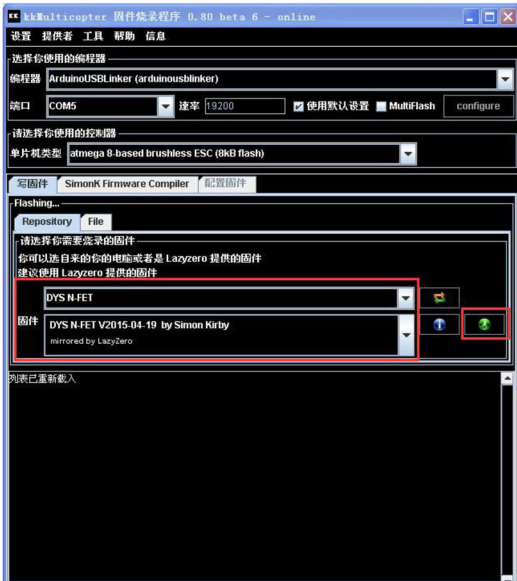 kkMulticopter 固件烧录程序 0.80 beta 6 - online
设置 提供者 工具 帮助 信息
选择你使用的编程器
编程器 ArduinoUSBLinker (arduinousblinker)
端口 COM5 速率 19200 使用默认设置 MultiFlash configure
请选择你使用的控制器
单片机类型 atmega 8-based brushless ESC (8kB flash)
写固件 SimonK Firmware Compiler 配置固件
Flashing...
Repository File
请选择你需要烧录的固件
你可以选自来的你的电脑或者是 Lazyzero 提供的固件
建议使用 Lazyzero 提供的固件
DYS N-FET
固件 DYS N-FET V2015-04-19 by Simon Kirby
mirrored by LazyZero
列表已重新载入